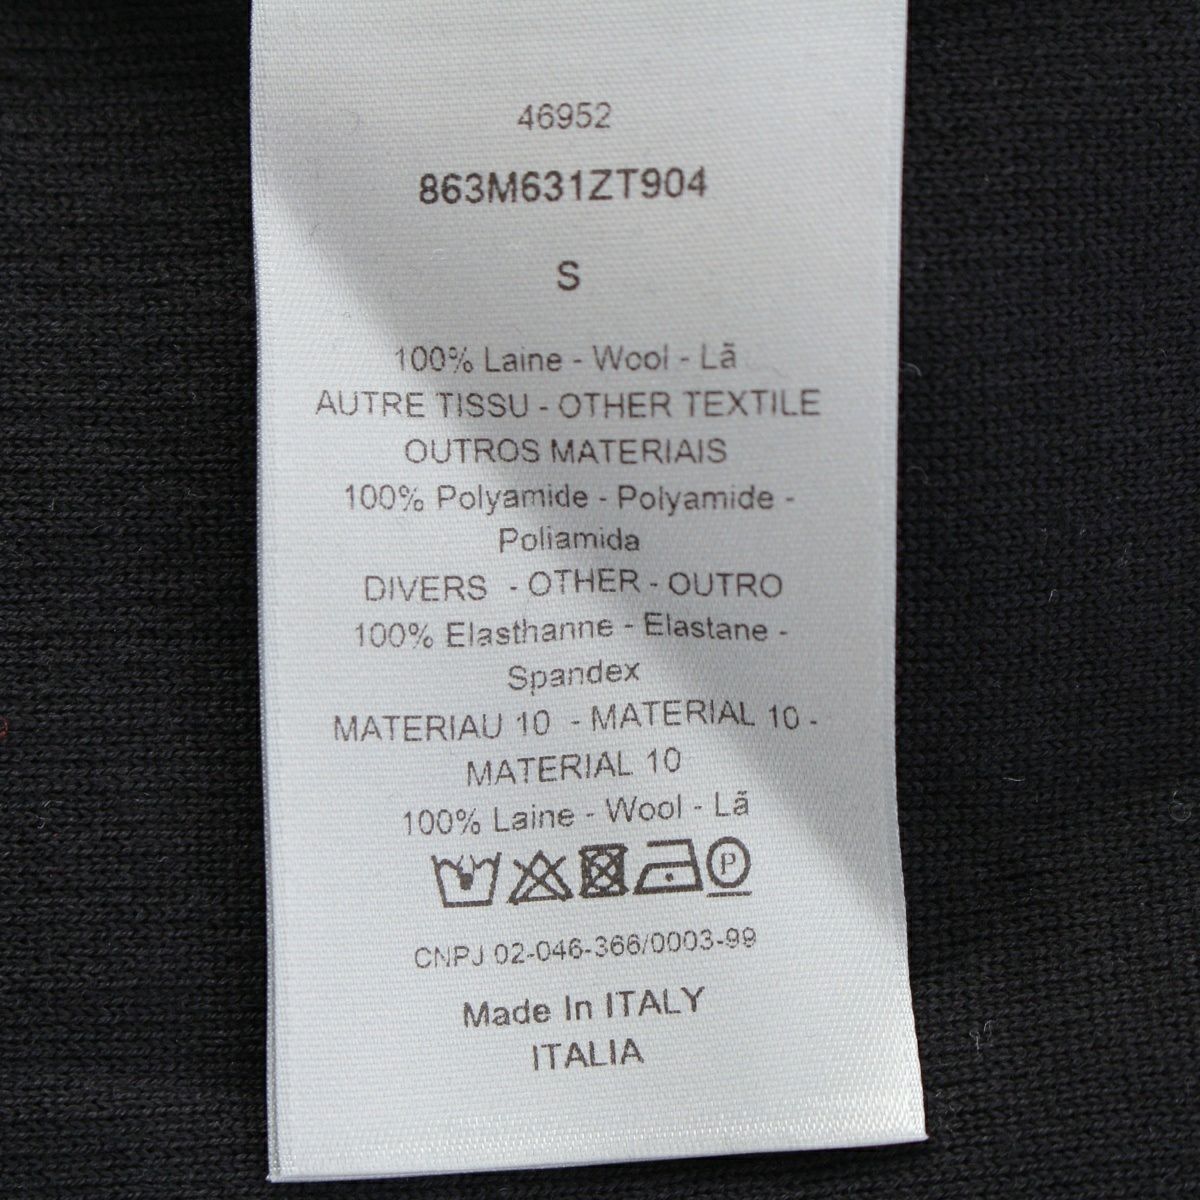 46952
863M631ZT904
S
100% Laine - Wool - Lã
AUTRE TISSU - OTHER TEXTILE
OUTROS MATERIAIS
100% Polyamide - Polyamide -
Poliamida
DIVERS - OTHER - OUTRO
100% Elasthanne - Elastane -
Spandex
MATERIAU 10 - MATERIAL 10 -
MATERIAL 10
100% Laine - Wool - Lã
P
CNPJ 02-046-366/0003-99
Made In ITALY
ITALIA